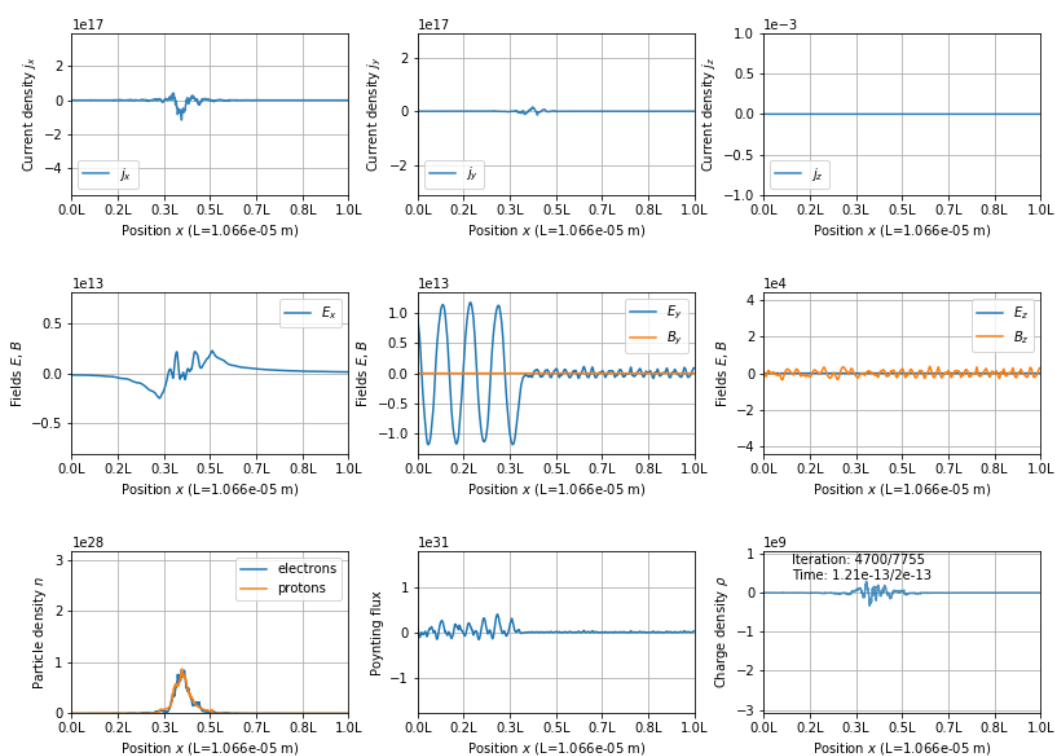 1e17
Current density jx
2
0
−2
−4
jx
0.0L 0.2L 0.3L 0.5L 0.7L 0.8L 1.0L
Position x (L=1.066e-05 m)
1e17
Current density jy
2
0
−2
jy
0.0L 0.2L 0.3L 0.5L 0.7L 0.8L 1.0L
Position x (L=1.066e-05 m)
1e−3
Current density jz
1.0
0.5
0.0
−0.5
−1.0
jz
0.0L 0.2L 0.3L 0.5L 0.7L 0.8L 1.0L
Position x (L=1.066e-05 m)
1e13
Fields E, B
0.5
0.0
−0.5
Ex
0.0L 0.2L 0.3L 0.5L 0.7L 0.8L 1.0L
Position x (L=1.066e-05 m)
1e13
Fields E, B
1.0
0.5
0.0
−0.5
−1.0
Ey
By
0.0L 0.2L 0.3L 0.5L 0.7L 0.8L 1.0L
Position x (L=1.066e-05 m)
1e4
Fields E, B
4
2
0
−2
−4
Ez
Bz
0.0L 0.2L 0.3L 0.5L 0.7L 0.8L 1.0L
Position x (L=1.066e-05 m)
1e28
Particle density n
3
2
1
0
electrons
protons
0.0L 0.2L 0.3L 0.5L 0.7L 0.8L 1.0L
Position x (L=1.066e-05 m)
1e31
Poynting flux
1
0
−1
0.0L 0.2L 0.3L 0.5L 0.7L 0.8L 1.0L
Position x (L=1.066e-05 m)
1e9
Charge density ρ
1
0
−1
−2
−3
Iteration: 4700/7755
Time: 1.21e-13/2e-13
0.0L 0.2L 0.3L 0.5L 0.7L 0.8L 1.0L
Position x (L=1.066e-05 m)